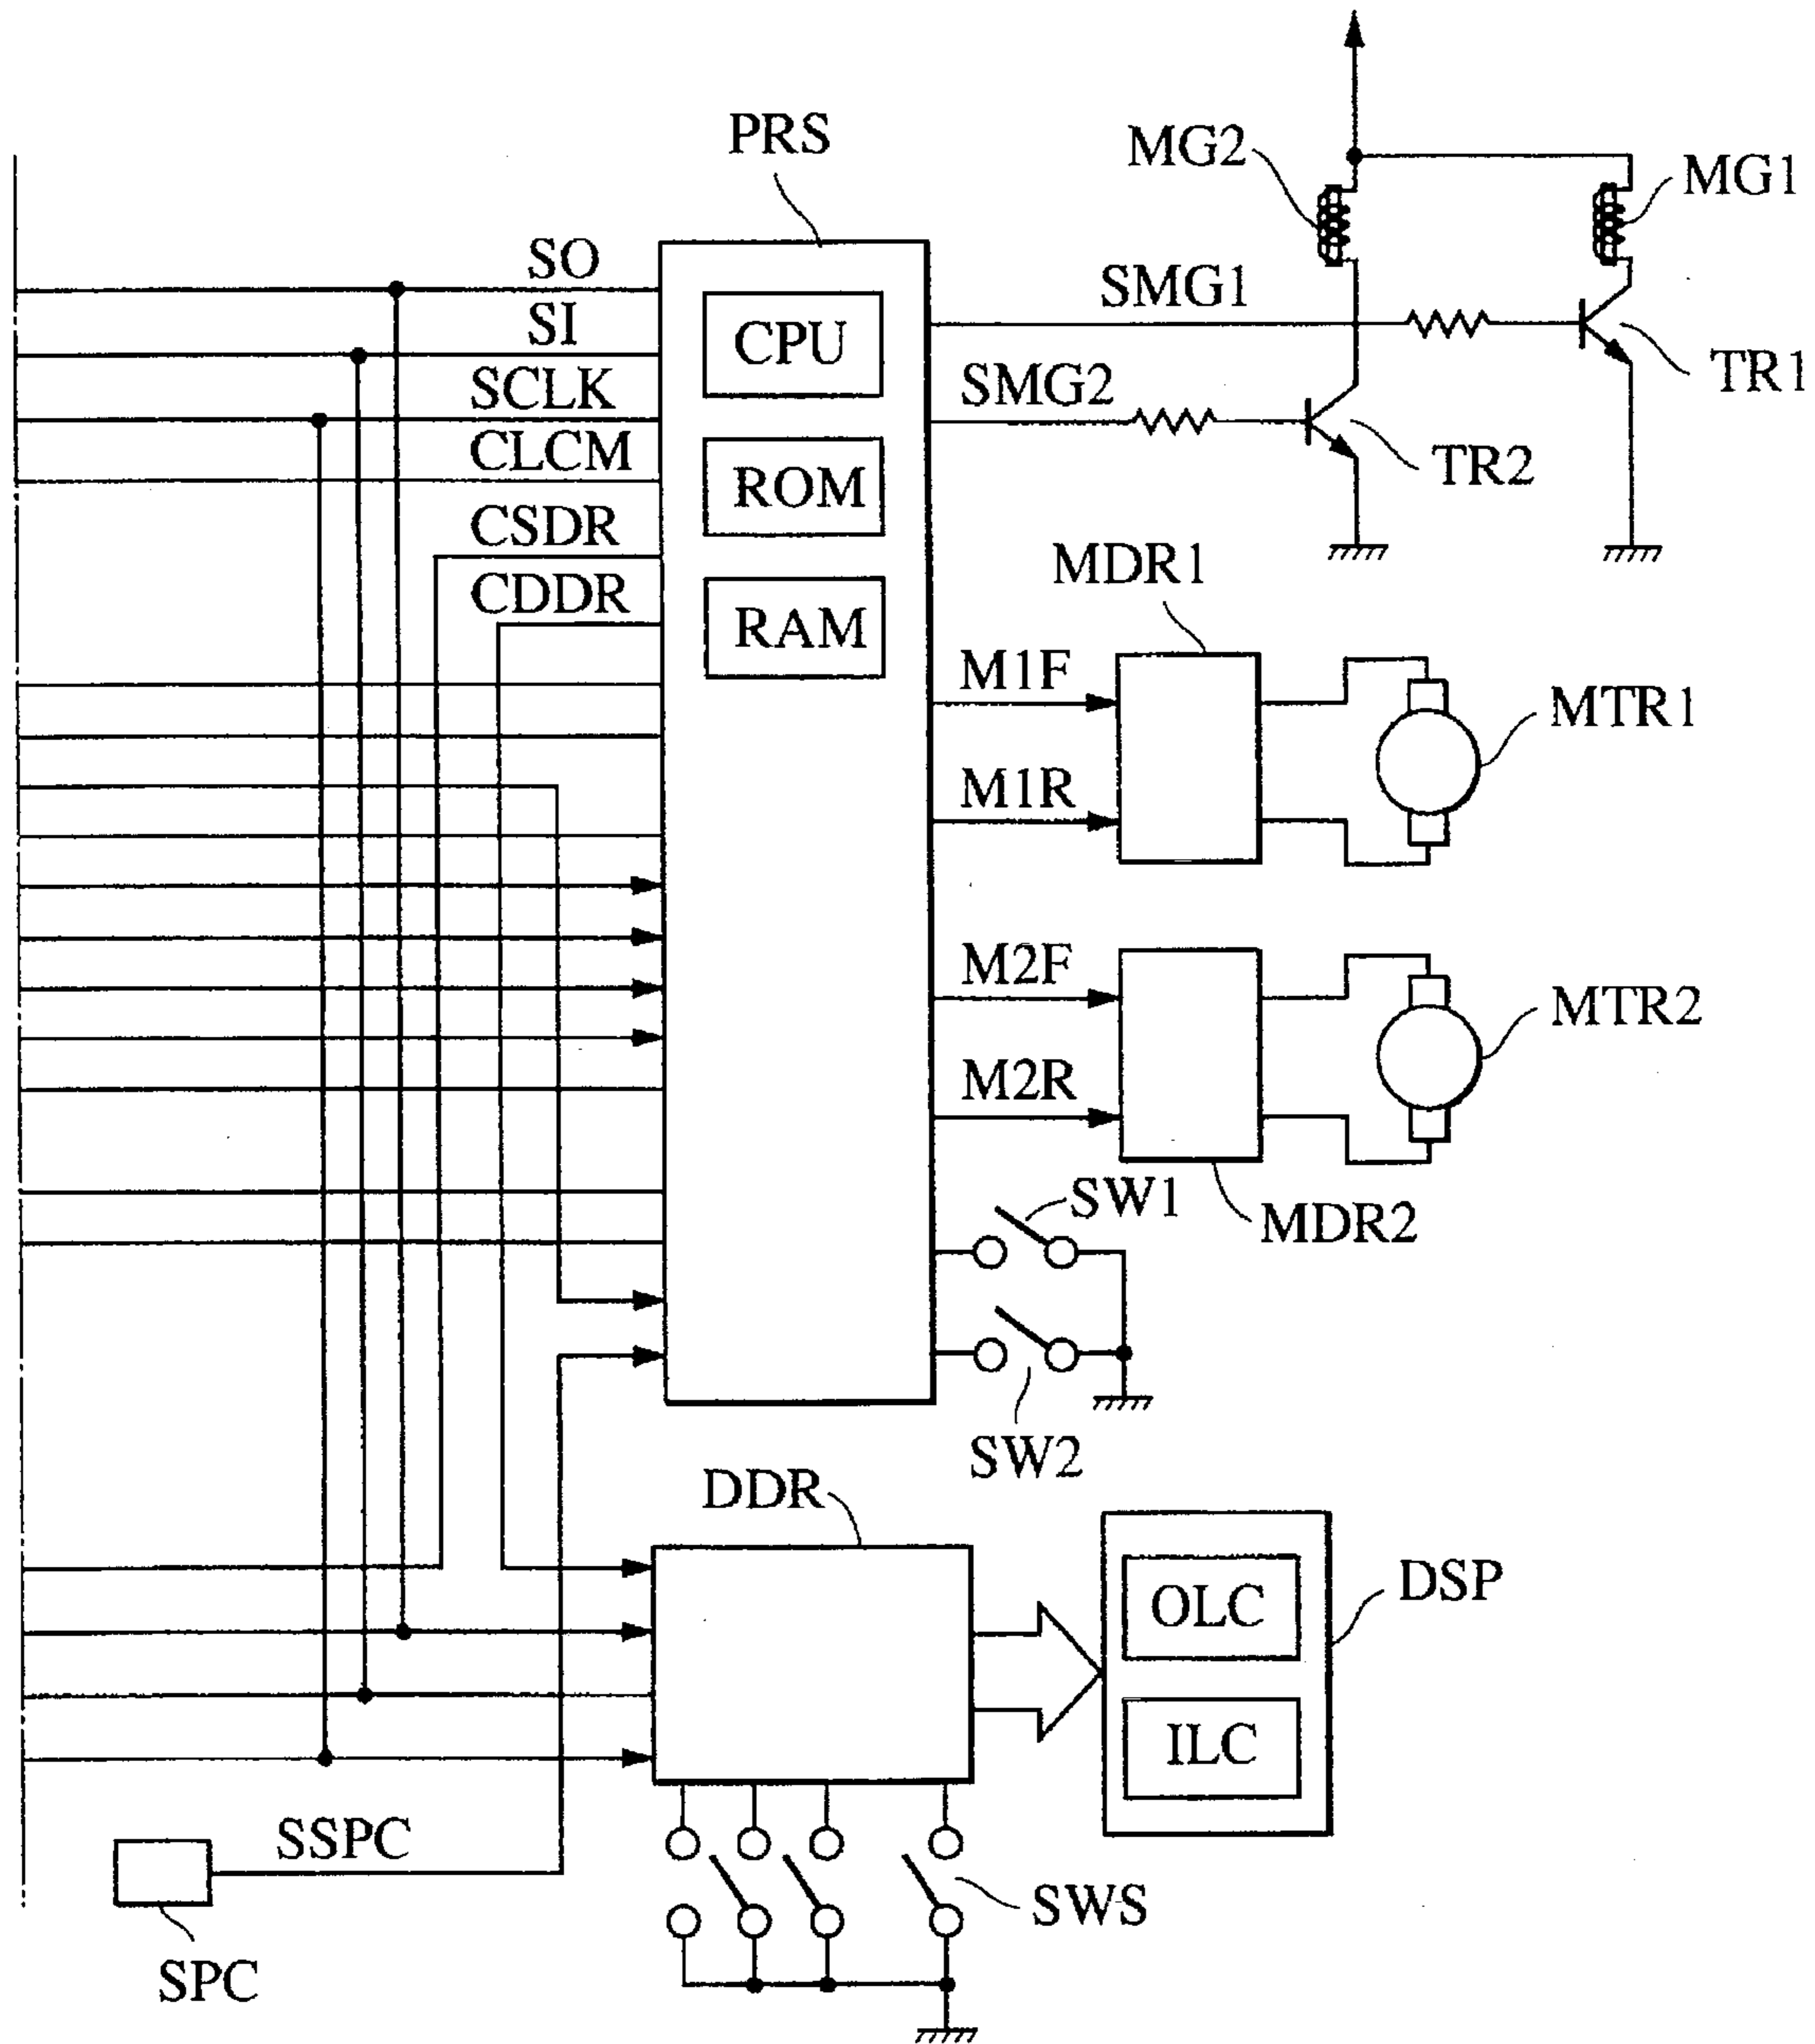 PRS
MG2
MG1
SO
SI
SCLK
CLCM
CSDR
CDDR
CPU
ROM
RAM
SMG1
SMG2
TR1
TR2
MDR1
M1F
M1R
MTR1
M2F
M2R
MTR2
MDR2
SW1
SW2
DDR
OLC
ILC
DSP
SSPC
SPC
SWS